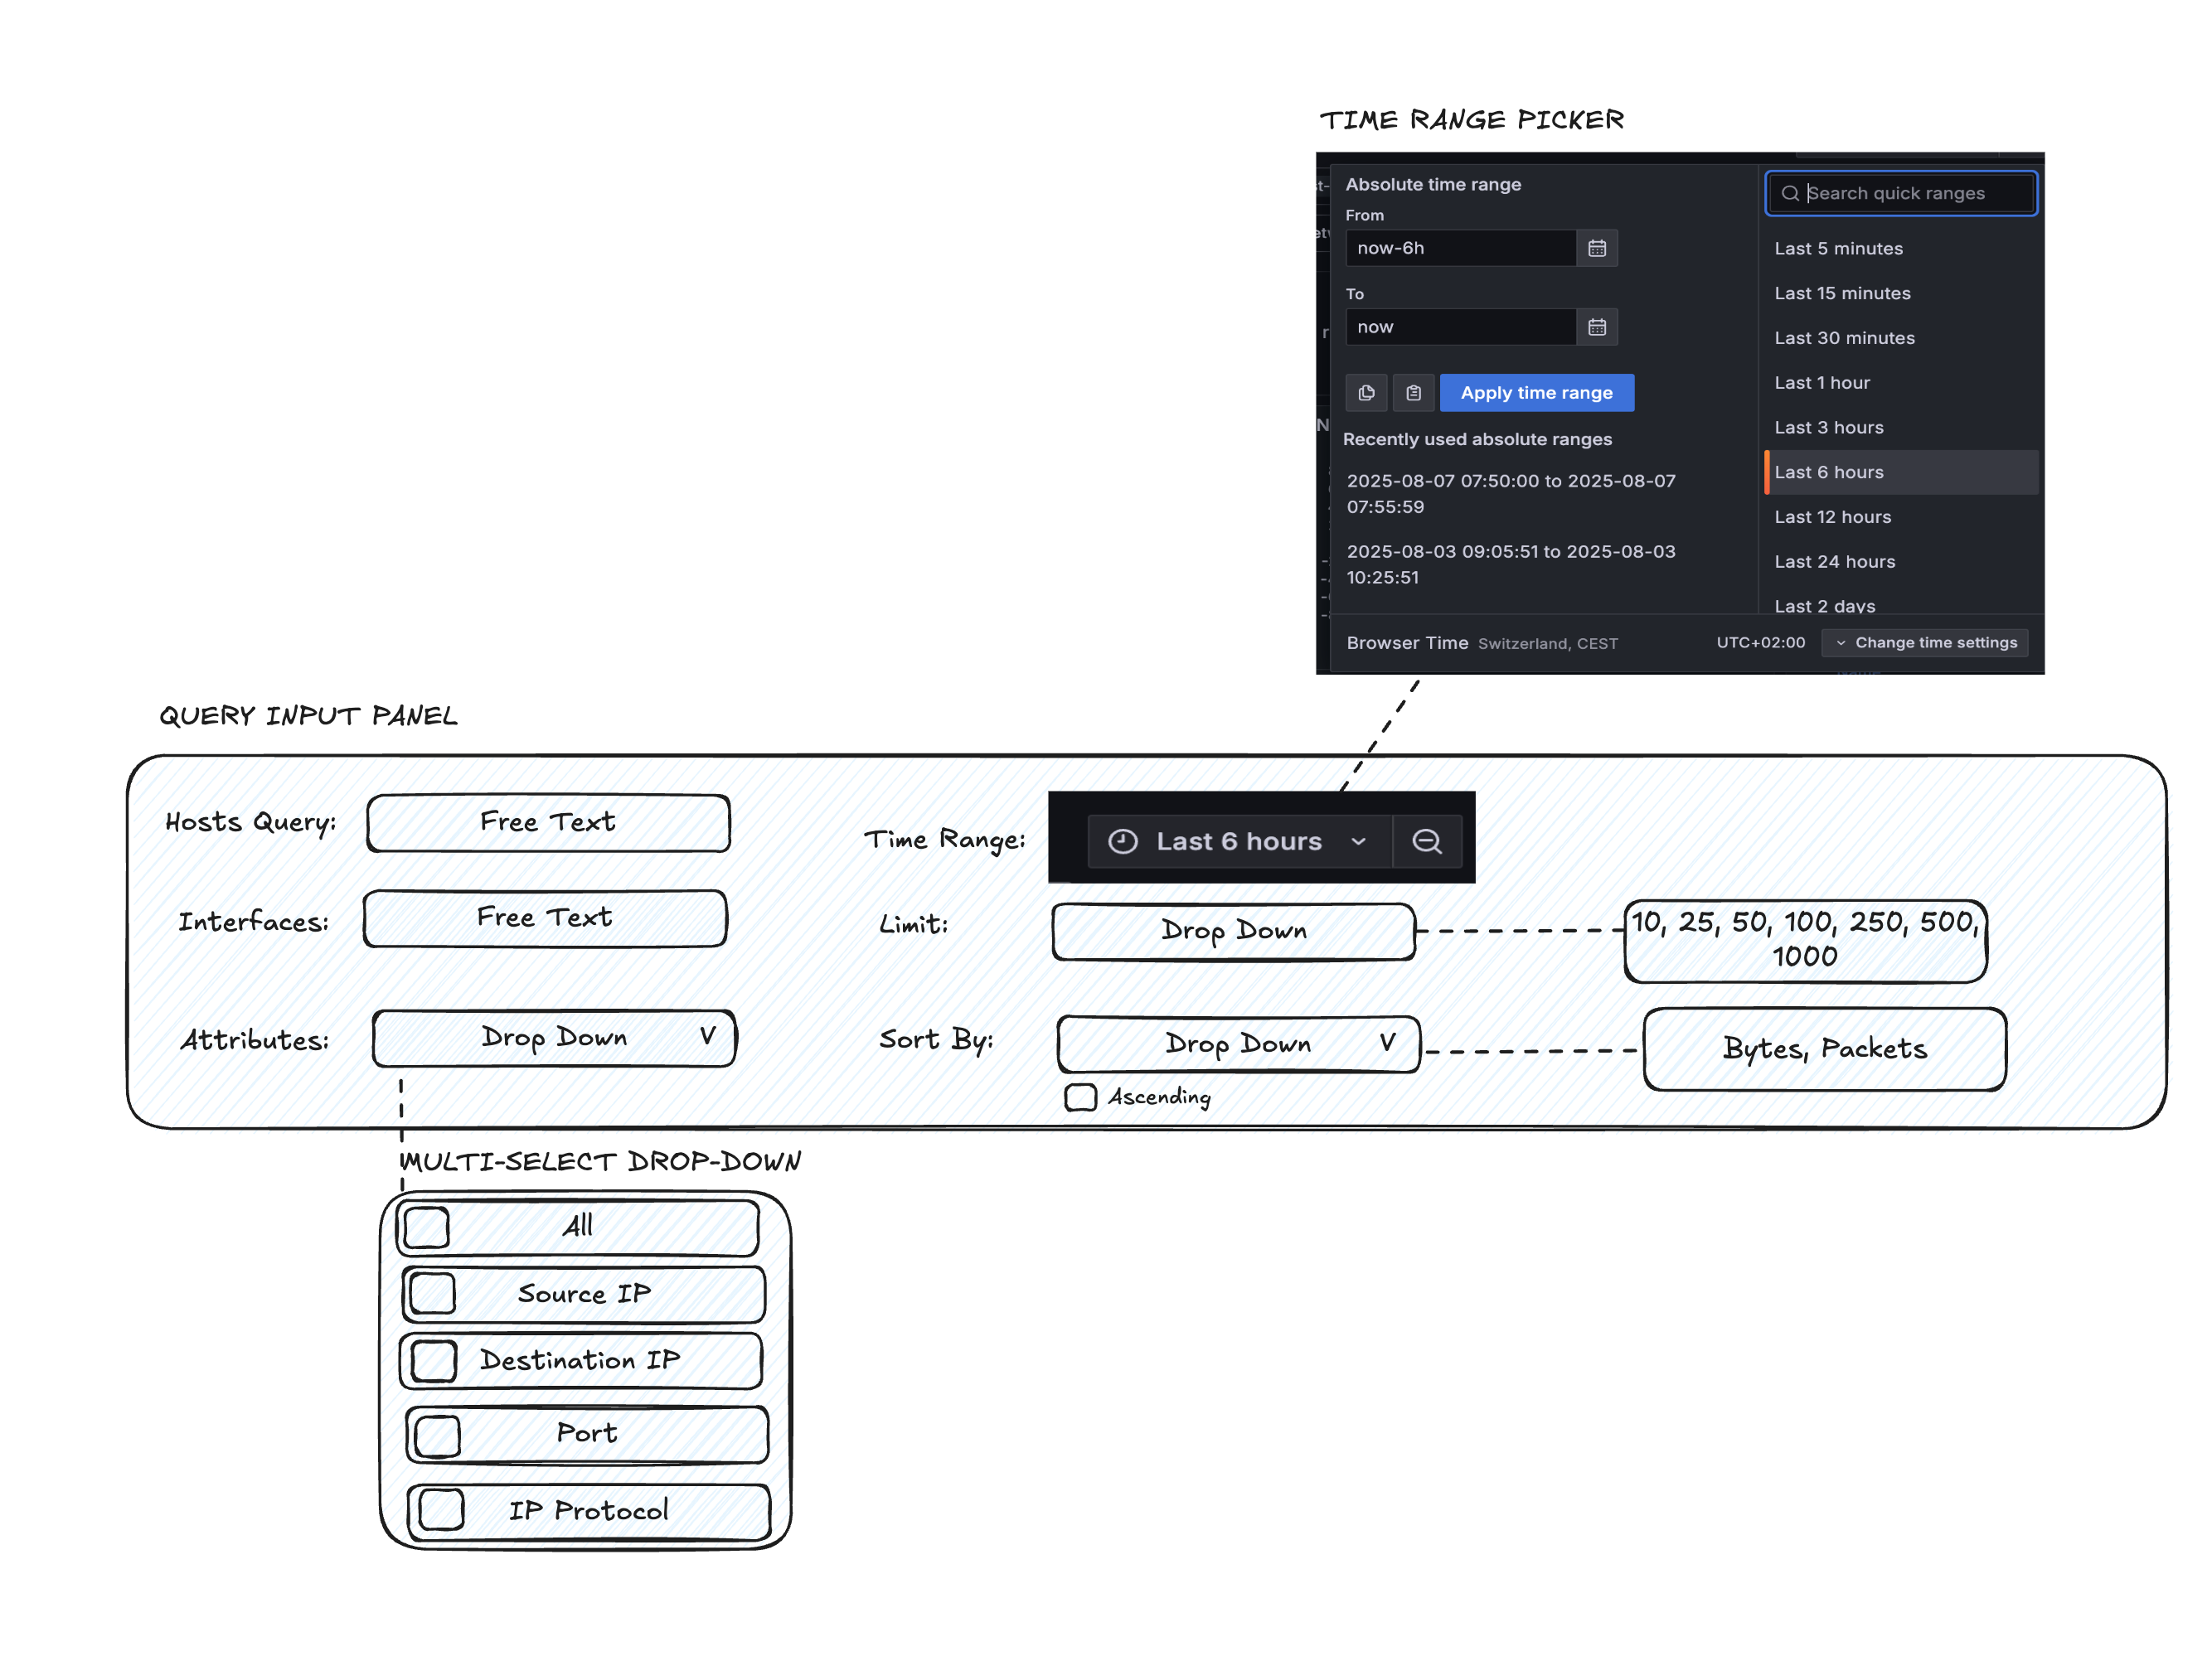 TIME RANGE PICKER
Absolute time range
From
now-6h
To
now
Apply time range
Recently used absolute ranges
2025-08-07 07:50:00 to 2025-08-07
07:55:59
2025-08-03 09:05:51 to 2025-08-03
10:25:51
Search quick ranges
Last 5 minutes
Last 15 minutes
Last 30 minutes
Last 1 hour
Last 3 hours
Last 6 hours
Last 12 hours
Last 24 hours
Last 2 days
Browser Time Switzerland, CEST
UTC+02:00
Change time settings
QUERY INPUT PANEL
Hosts Query:
Free Text
Time Range:
Last 6 hours
Interfaces:
Free Text
Limit:
Drop Down
10, 25, 50, 100, 250, 500,
1000
Attributes:
Drop Down V
Sort By:
Drop Down V
Bytes, Packets
Ascending
MULTI-SELECT DROP-DOWN
All
Source IP
Destination IP
Port
IP Protocol